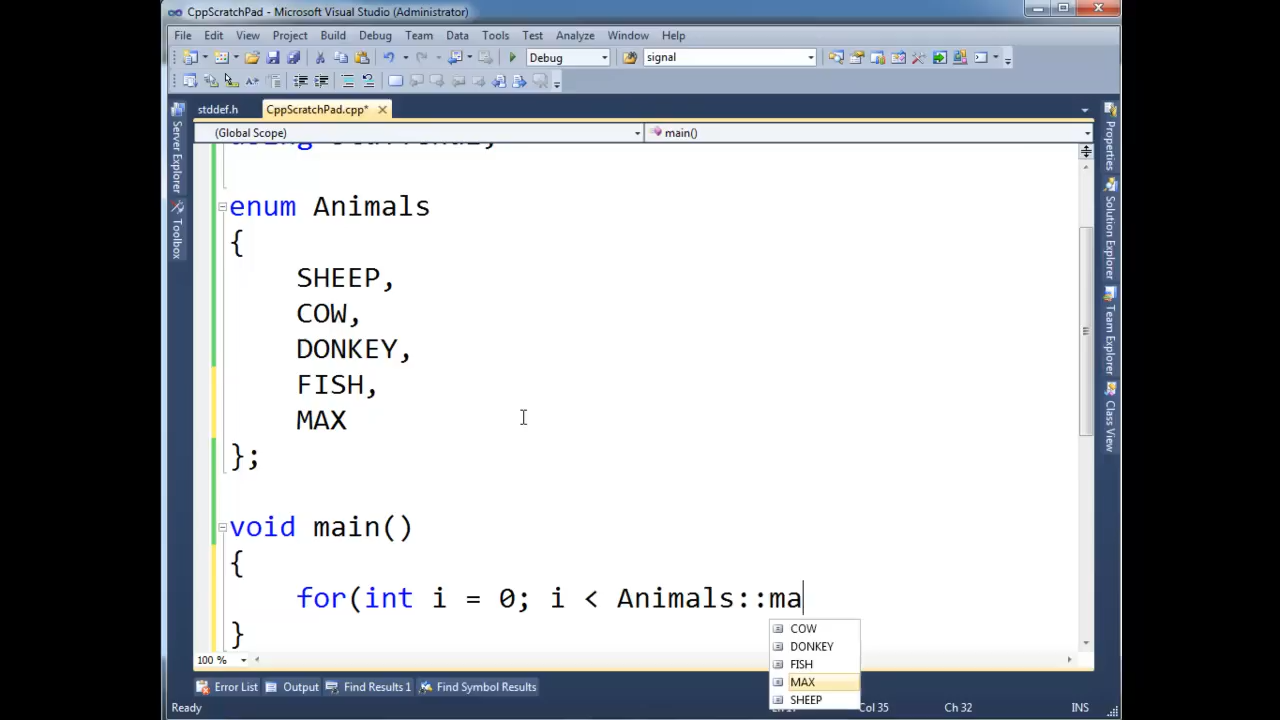 CppScratchPad - Microsoft Visual Studio (Administrator)
File Edit View Project Build Debug Team Data Tools Test Analyze Window Help
Debug signal
stddef.h CppScratchPad.cpp*
(Global Scope) main()
enum Animals
{
SHEEP,
COW,
DONKEY,
FISH,
MAX
};
void main()
{
for(int i = 0; i < Animals::ma
}
COW
DONKEY
FISH
MAX
SHEEP
100 %
Error List Output Find Results 1 Find Symbol Results
Ready Col 35 Ch 32 INS
Server Explorer
Toolbox
Properties
Solution Explorer
Team Explorer
Class View